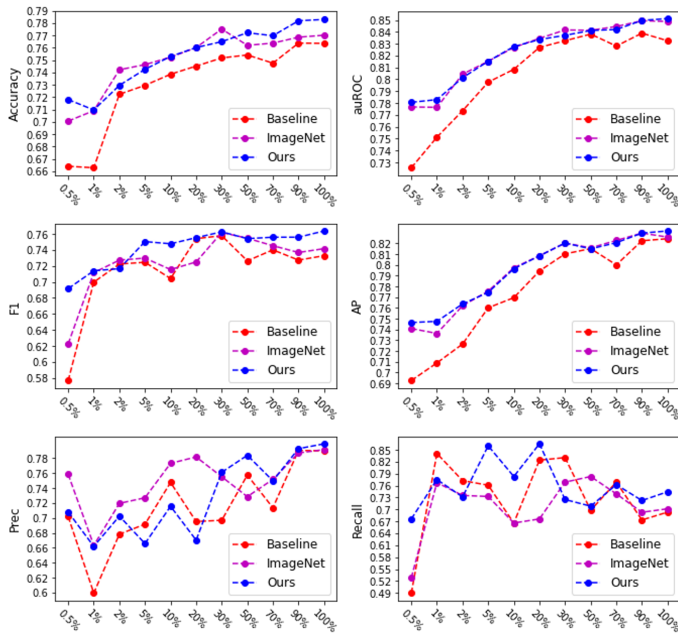 Accuracy
0.79
0.78
0.77
0.76
0.75
0.74
0.73
0.72
0.71
0.7
0.69
0.68
0.67
0.66
Baseline
ImageNet
Ours
0.5% 1% 2% 5% 10% 20% 30% 50% 70% 90% 100%
auROC
0.85
0.84
0.83
0.82
0.81
0.8
0.79
0.78
0.77
0.76
0.75
0.74
0.73
Baseline
ImageNet
Ours
0.5% 1% 2% 5% 10% 20% 30% 50% 70% 90% 100%
F1
0.76
0.74
0.72
0.7
0.68
0.66
0.64
0.62
0.6
0.58
Baseline
ImageNet
Ours
0.5% 1% 2% 5% 10% 20% 30% 50% 70% 90% 100%
AP
0.82
0.81
0.8
0.79
0.78
0.77
0.76
0.75
0.74
0.73
0.72
0.71
0.7
0.69
Baseline
ImageNet
Ours
0.5% 1% 2% 5% 10% 20% 30% 50% 70% 90% 100%
Prec
0.78
0.76
0.74
0.72
0.7
0.68
0.66
0.64
0.62
0.6
Baseline
ImageNet
Ours
0.5% 1% 2% 5% 10% 20% 30% 50% 70% 90% 100%
Recall
0.85
0.82
0.79
0.76
0.73
0.7
0.67
0.64
0.61
0.58
0.55
0.52
0.49
Baseline
ImageNet
Ours
0.5% 1% 2% 5% 10% 20% 30% 50% 70% 90% 100%